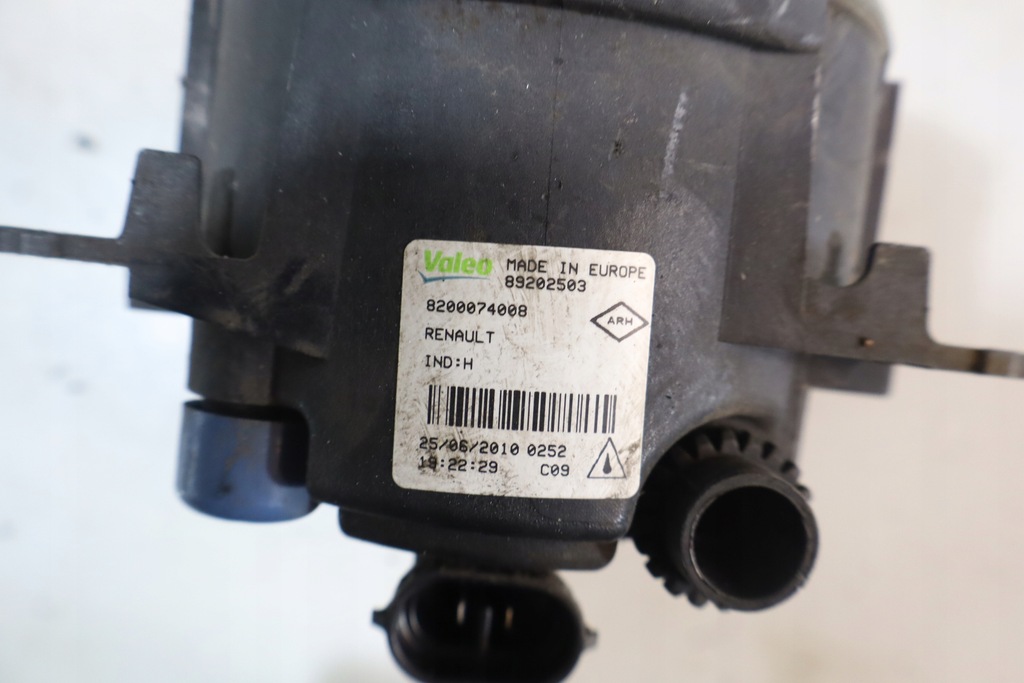 Valeo MADE IN EUROPE
89202503
8200074008
ARH
RENAULT
IND:H
25/06/2010 0252
19:22:29 C09